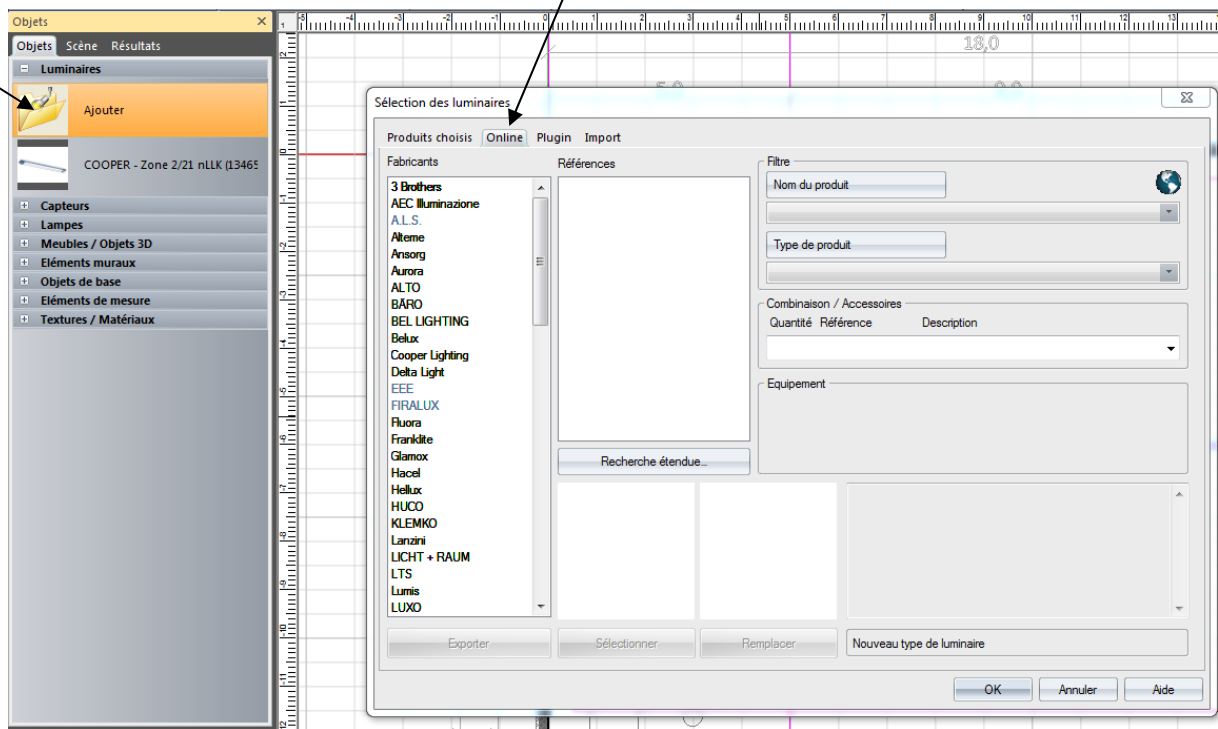 Objets
Objets Scène Résultats
Luminaires
Ajouter
COOPER - Zone 2/21 nLLK (13465
Capteurs
Lampes
Meubles / Objets 3D
Eléments muraux
Objets de base
Eléments de mesure
Textures / Matériaux
18,0
Sélection des luminaires
Produits choisis Online Plugin Import
Fabricants
3 Brothers
AEC Illuminazione
A.L.S.
Alteme
Ansorg
Aurora
ALTO
BÄRO
BEL LIGHTING
Belux
Cooper Lighting
Delta Light
EEE
FIRALUX
Fluora
Franklite
Glamox
Hacel
Hellux
HUCO
KLEMKO
Lanzini
LICHT + RAUM
LTS
Lumis
LUXO
Références
Recherche étendue...
Filtre
Nom du produit
Type de produit
Combinaison / Accessoires
Quantité Référence Description
Equipement
Exporter Sélectionner Remplacer Nouveau type de luminaire
OK Annuler Aide